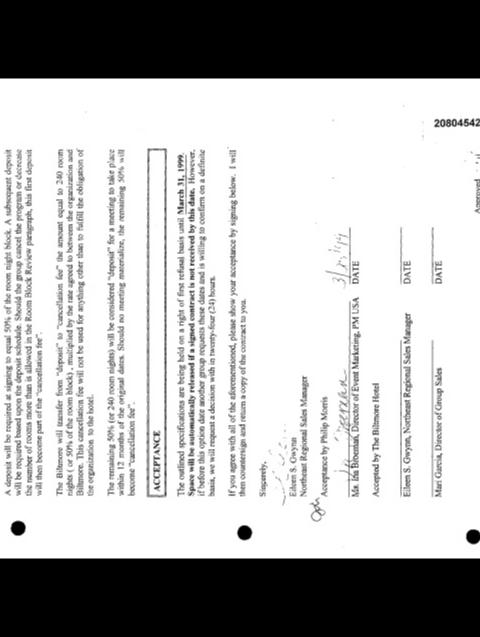 20804542
A deposit will be required at signing to equal 50% of the room night block. A subsequent deposit
will be required based upon the deposit schedule. Should the group cancel the program or decrease
the number of rooms more than is allowed in the Room Block Review paragraph, this first deposit
will then become part of the "cancellation fee".
The Biltmore will transfer from "deposit" to "cancellation fee" the amount equal to 240 room
nights ( or 50% of the room block) , multiplied by the rate agreed to between the organization and
Biltmore. This cancellation fee will not be used for anything other than to fulfill the obligation of
the organization to the hotel.
The remaining 50% (or 240 room nights) will be considered "deposit" for a meeting to take place
within 12 months of the original dates. Should no meeting materialize, the remaining 50% will
become "cancellation fee".
ACCEPTANCE
The outlined specifications are being held on a right of first refusal basis until March 31, 1999.
Space will be automatically released if a signed contract is not received by this date. However,
if before this option date another group requests these dates and is willing to confirm on a definite
basis, we will request a decision with in twenty-four (24) hours.
If you agree with all of the aforementioned, please show your acceptance by signing below. I will
then countersign and return a copy of the contract to you.
Sincerely,
Eileen S. Gwynn
Northeast Regional Sales Manager
Acceptance by Philip Morris
Ms. Ina Director of Event Marketing, PM USA DATE
Accepted by The Biltmore Hotel
Eileen S. Gwynn, Northeast Regional Sales Manager DATE
Mari Garcia, Director of Group Sales DATE
Approved